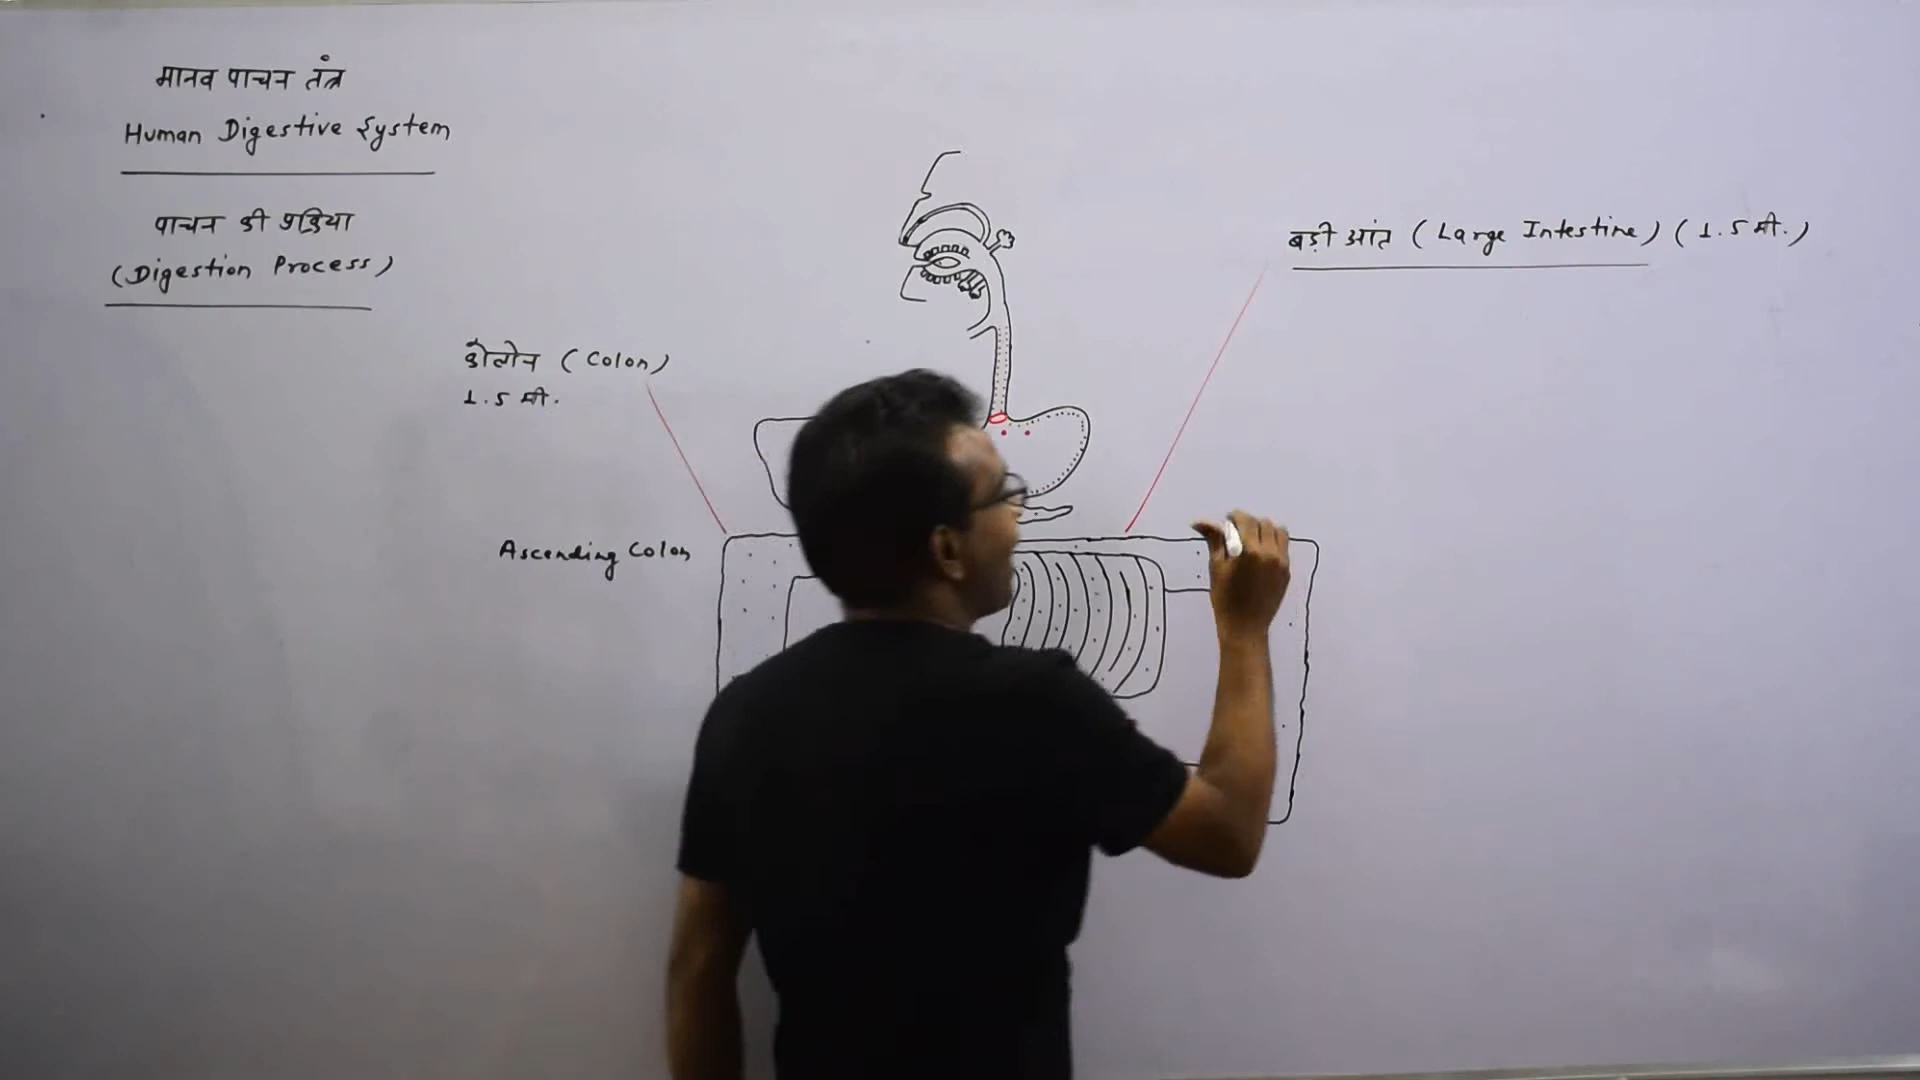 मानव पाचन तंत्र
Human Digestive System
पाचन की प्रक्रिया
(Digestion Process)
बड़ी आंत (Large Intestine) (1.5 मी.)
कोलोन (Colon)
1.5 मी.
Ascending Colon